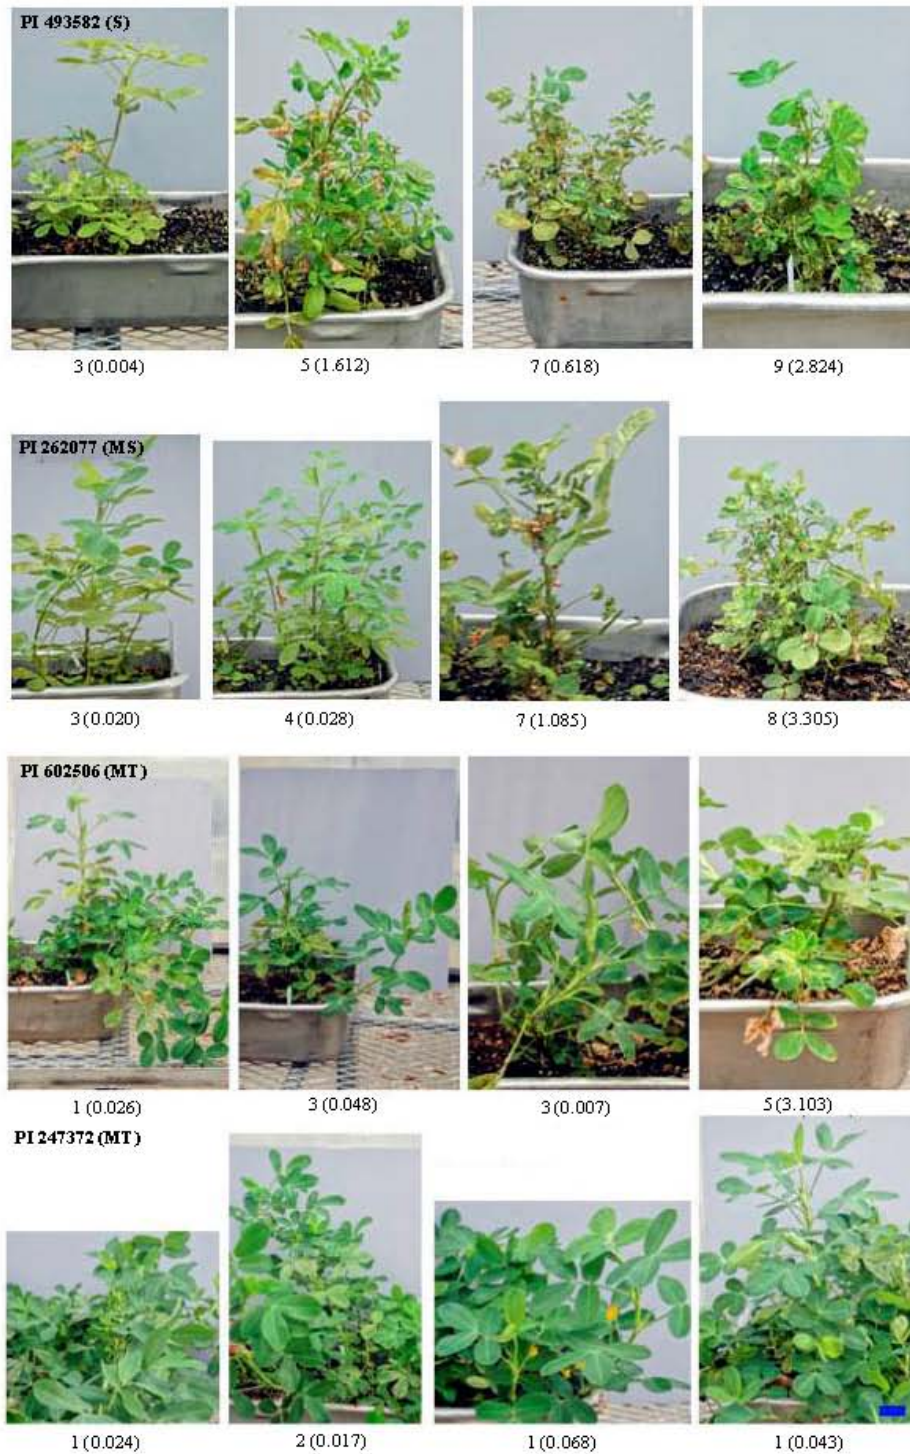 PI 493582 (S)
3 (0.004) 5 (1.612) 7 (0.618) 9 (2.824)
PI 262077 (MS)
3 (0.020) 4 (0.028) 7 (1.085) 8 (3.305)
PI 602506 (MT)
1 (0.026) 3 (0.048) 3 (0.007) 5 (3.103)
PI 247372 (MT)
1 (0.024) 2 (0.017) 1 (0.068) 1 (0.043)